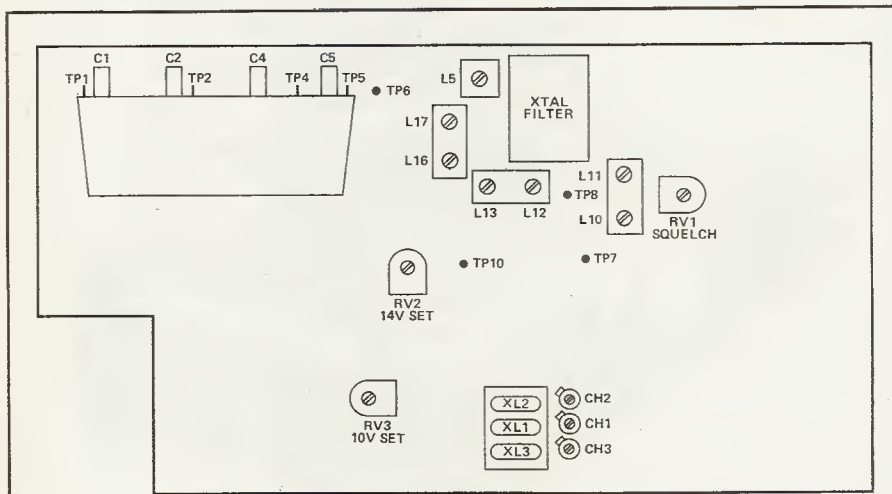 C1
C2
C4
C5
TP1
TP2
TP4
TP5
TP6
L5
XTAL
FILTER
L17
L16
L13
L12
TP8
L11
L10
RV1
SQUELCH
TP10
TP7
RV2
14V SET
RV3
10V SET
XL2
CH2
XL1
CH1
XL3
CH3